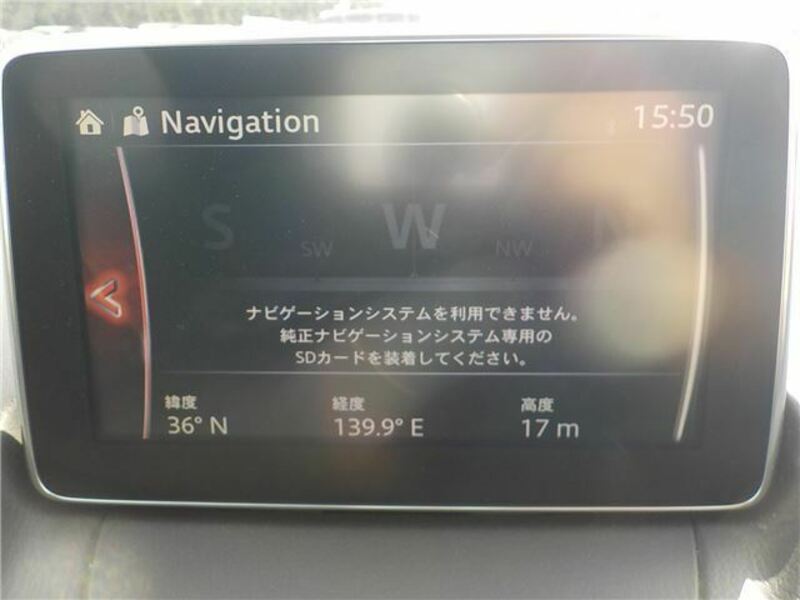 Navigation 15:50
S SW W NW N
ナビゲーションシステムを利用できません。
純正ナビゲーションシステム専用の
SDカードを装着してください。
緯度 経度 高度
36° N 139.9° E 17 m